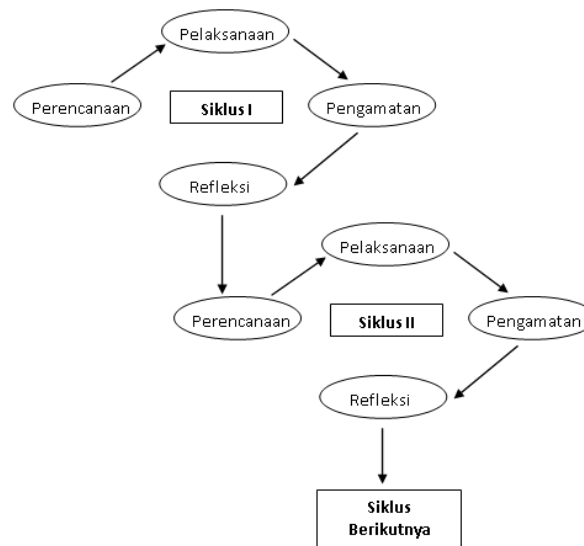 Pelaksanaan
Perencanaan
Siklus I
Pengamatan
Refleksi
Pelaksanaan
Perencanaan
Siklus II
Pengamatan
Refleksi
Siklus
Berikutnya